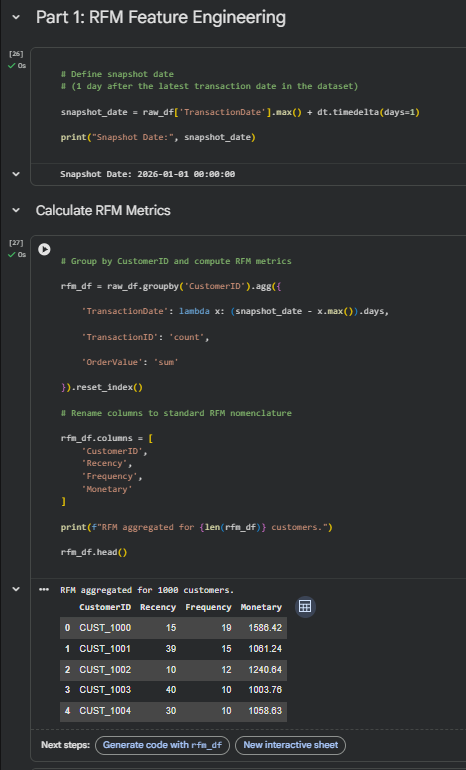 Part 1: RFM Feature Engineering
[26]
0s
# Define snapshot date
# (1 day after the latest transaction date in the dataset)
snapshot_date = raw_df['TransactionDate'].max() + dt.timedelta(days=1)
print("Snapshot Date:", snapshot_date)
Snapshot Date: 2026-01-01 00:00:00
Calculate RFM Metrics
[27]
0s
# Group by CustomerID and compute RFM metrics
rfm_df = raw_df.groupby('CustomerID').agg({
'TransactionDate': lambda x: (snapshot_date - x.max()).days,
'TransactionID': 'count',
'OrderValue': 'sum'
}).reset_index()
# Rename columns to standard RFM nomenclature
rfm_df.columns = [
'CustomerID',
'Recency',
'Frequency',
'Monetary'
]
print(f"RFM aggregated for {len(rfm_df)} customers.")
rfm_df.head()
RFM aggregated for 1000 customers.
CustomerID Recency Frequency Monetary
0 CUST_1000 15 19 1586.42
1 CUST_1001 39 15 1061.24
2 CUST_1002 10 12 1240.64
3 CUST_1003 40 10 1003.76
4 CUST_1004 30 10 1058.63
Next steps: Generate code with rfm_df New interactive sheet